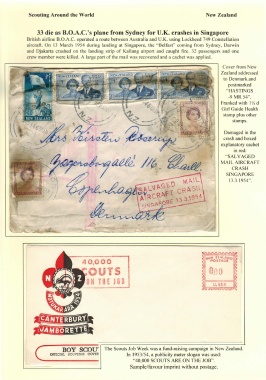 Scouting Around the World
New Zealand
33 die as B.O.A.C.'s plane from Sydney for U.K. crashes in Singapore
British airline B.O.A.C. operated a route between Australia and U.K. using Lockheed 749 Constellation
aircraft. On 13 March 1954 during landing at Singapore, the "Belfast" coming from Sydney, Darwin
and Djakarta crashed on the landing strip of Kallang airport and caught fire. 32 passengers and one
crew member were killed. A large part of the mail was recovered and a cachet was applied.
Cover from New
Zealand addressed
to Denmark and
postmarked
"HASTINGS
Franked with 1½ d
Girl Guide Health
stamp plus other
stamps.
Damaged in the
crash and boxed
explanatory cachet
in red:
"SALVAGED
MAIL AIRCRAFT
CRASH
SINGAPORE
13.3.1954".
Mrs Kirsten
Copenhagen
Denmark
SALVAGED MAIL
AIRCRAFT CRASH
SINGAPORE 13.3.1954
40,000
SCOUTS
ON THE JOB
NEW ZEALAND
N Z
CANTERBURY
JAMBORETTE
BOY SCOU
OFFICIAL SOUVENIR COVER
The Scouts Job Week was a fund-raising campaign in New Zealand.
In 1953/54, a publicity meter slogan was used:
"40,000 SCOUTS ARE ON THE JOB".
Sample/favour imprint without postage.